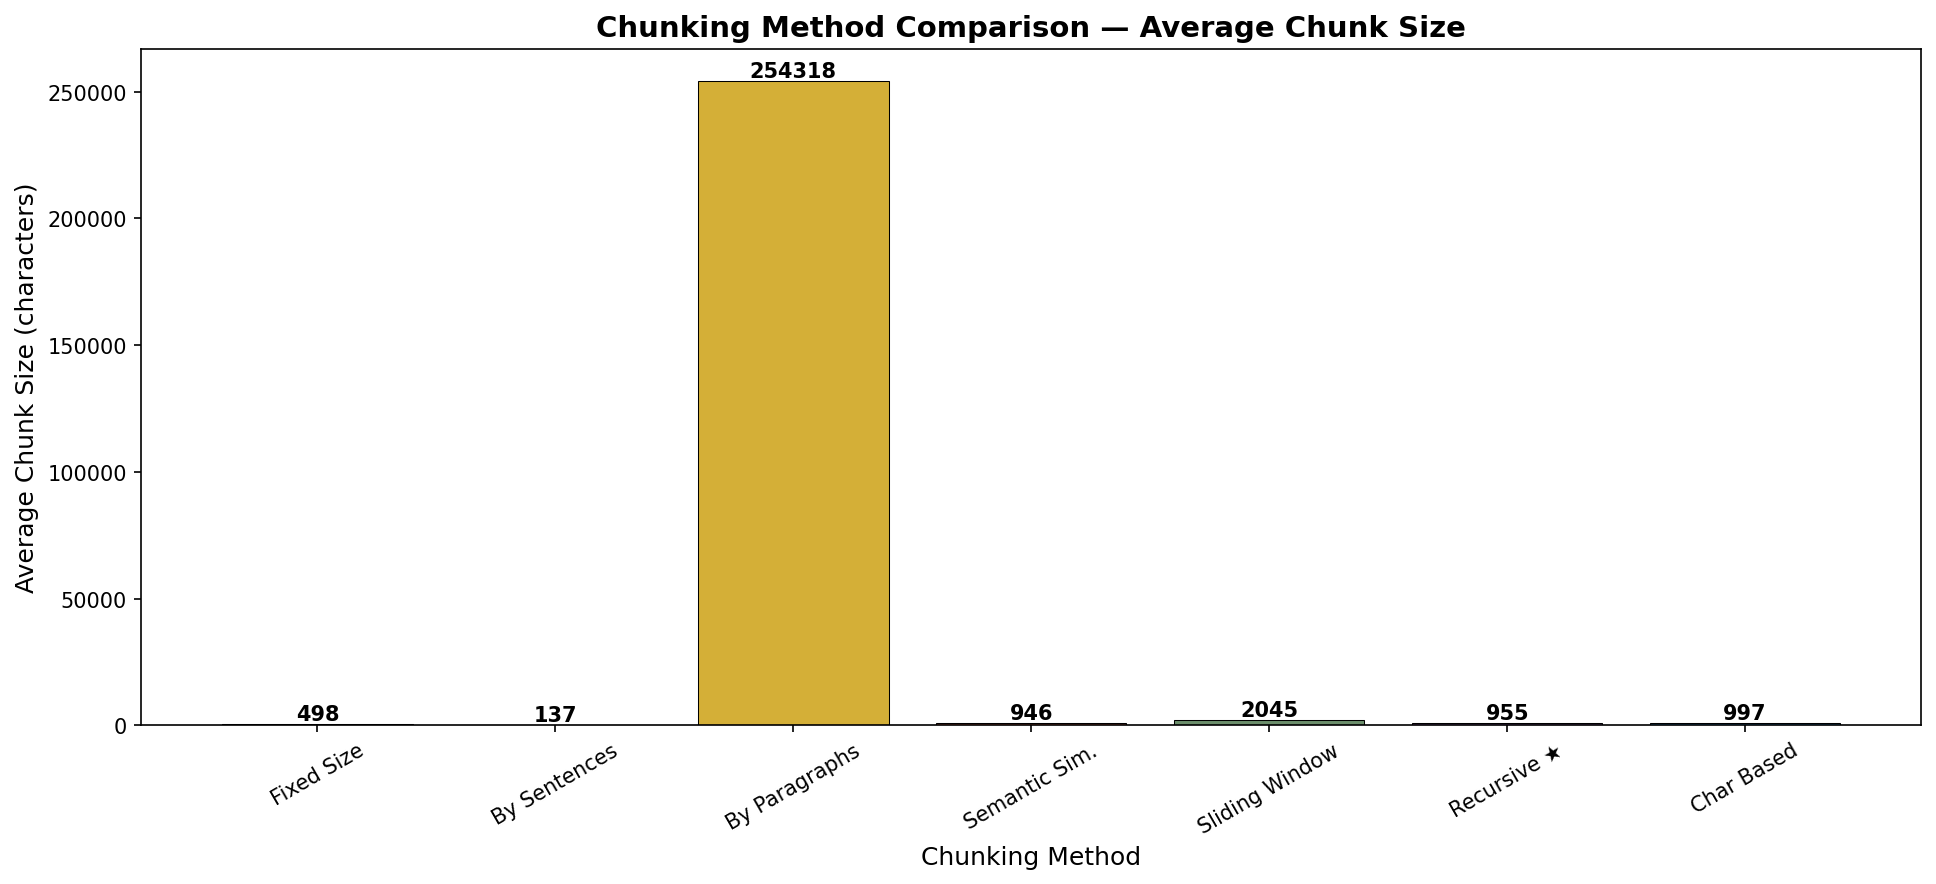 Chunking Method Comparison — Average Chunk Size
Average Chunk Size (characters)
250000
200000
150000
100000
50000
0
498
137
254318
946
2045
955
997
Fixed Size
By Sentences
By Paragraphs
Semantic Sim.
Sliding Window
Recursive ★
Char Based
Chunking Method